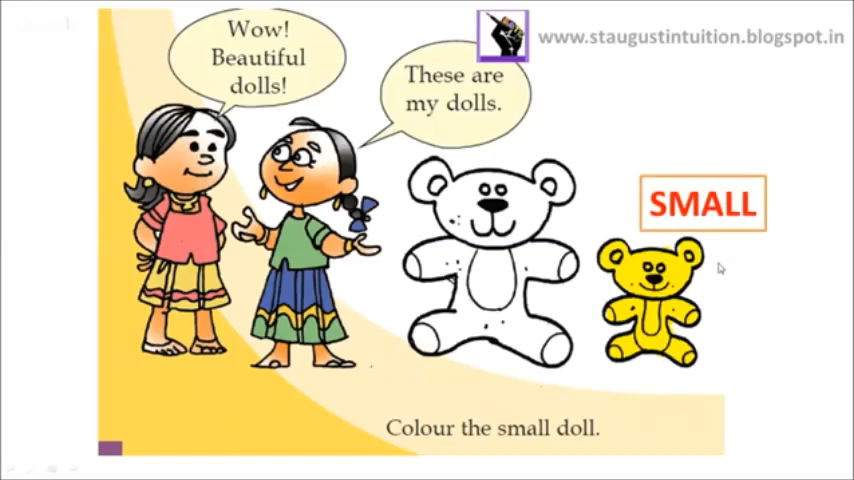 Wow!
Beautiful
dolls!
These are
my dolls.
www.staugustintuition.blogspot.in
SMALL
Colour the small doll.